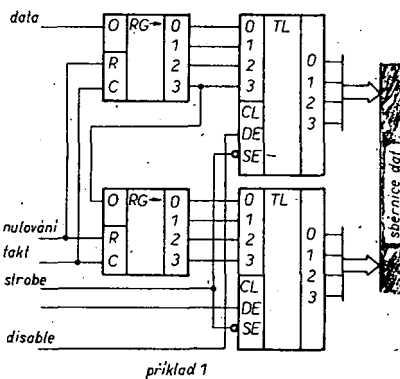 data
O RG→ 0
1
R 2
C 3
0 TL
1
2
3
CL
DE
SE
0
1
2
3
sběrnice dat
O RG→ 0
1
R 2
C 3
0 TL
1
2
3
CL
DE
SE
0
1
2
3
nulování
takt
strobe
disable
příklad 1